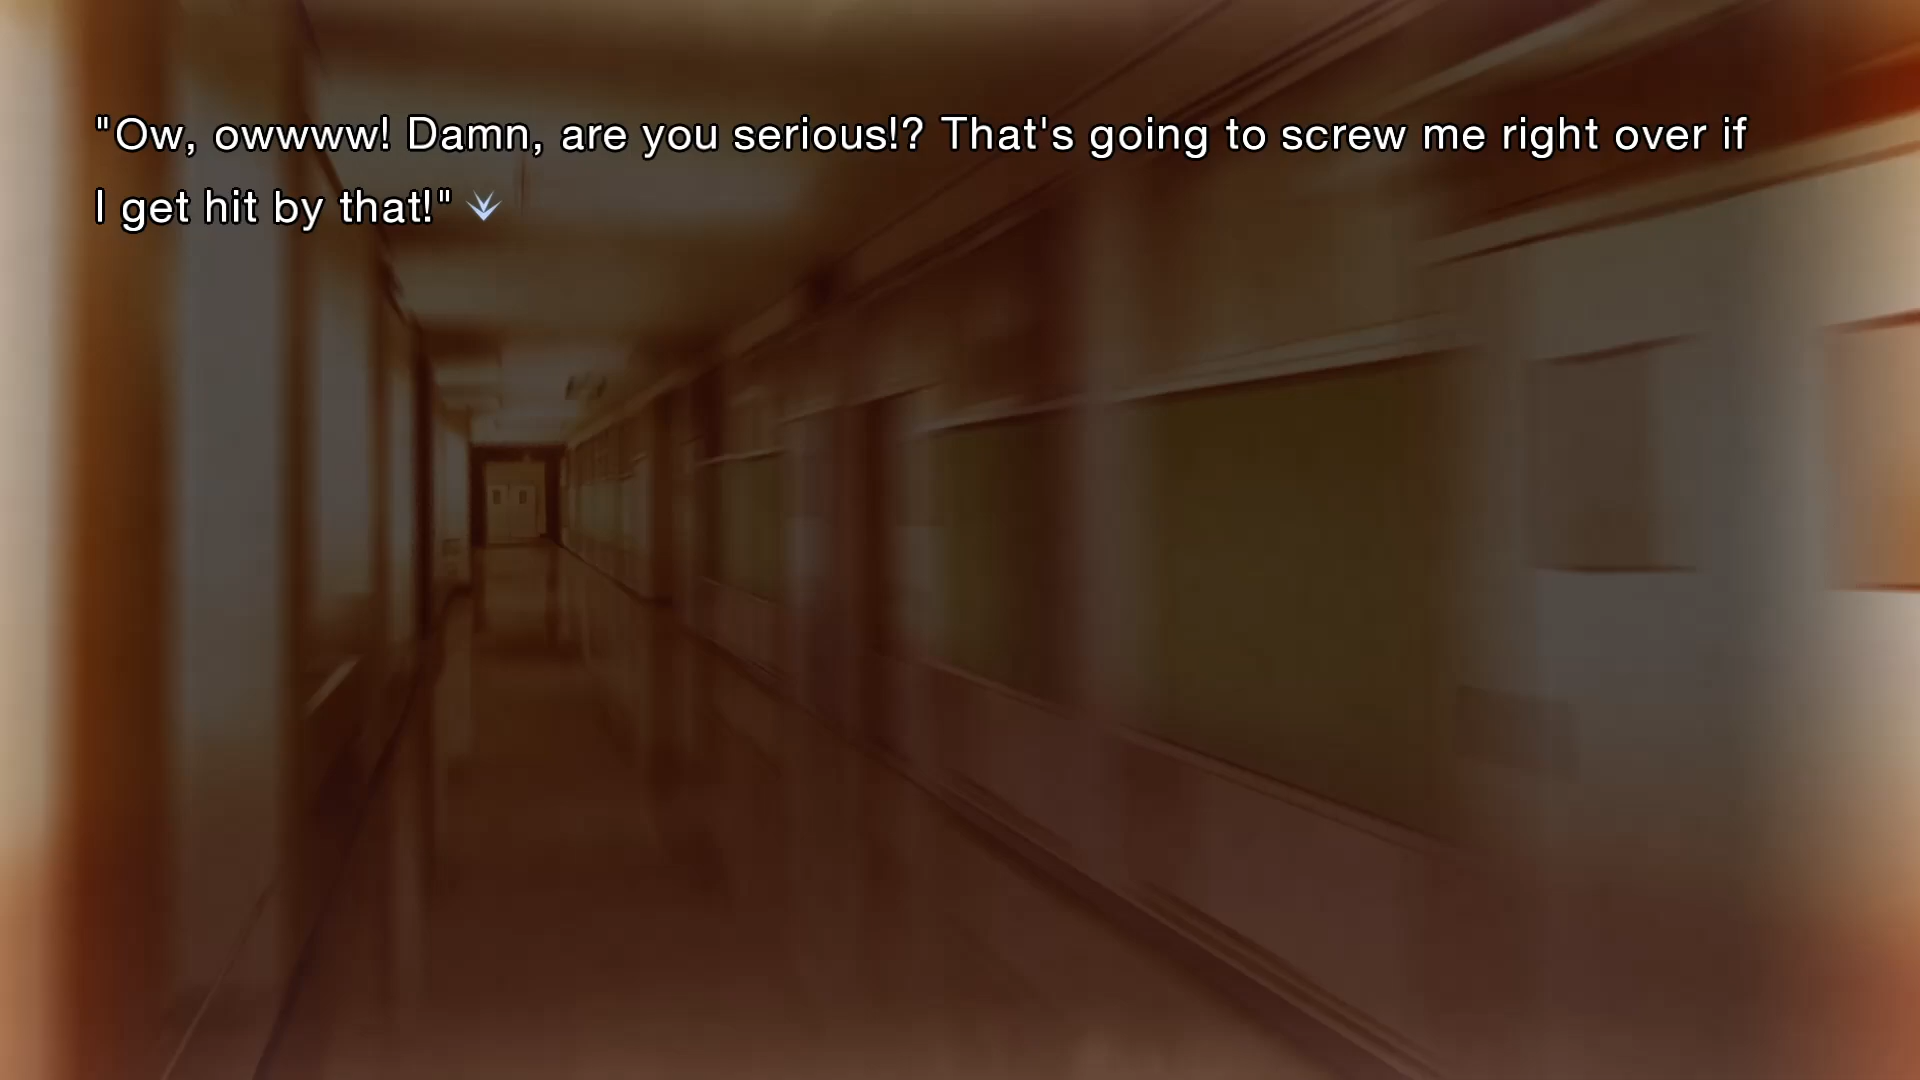 "Ow, owwww! Damn, are you serious!? That's going to screw me right over if
I get hit by that!"